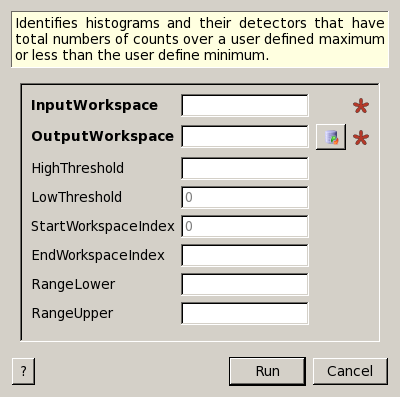 Identifies histograms and their detectors that have
total numbers of counts over a user defined maximum
or less than the user define minimum.
InputWorkspace
OutputWorkspace
HighThreshold
LowThreshold 0
StartWorkspaceIndex 0
EndWorkspaceIndex
RangeLower
RangeUpper
? Run Cancel